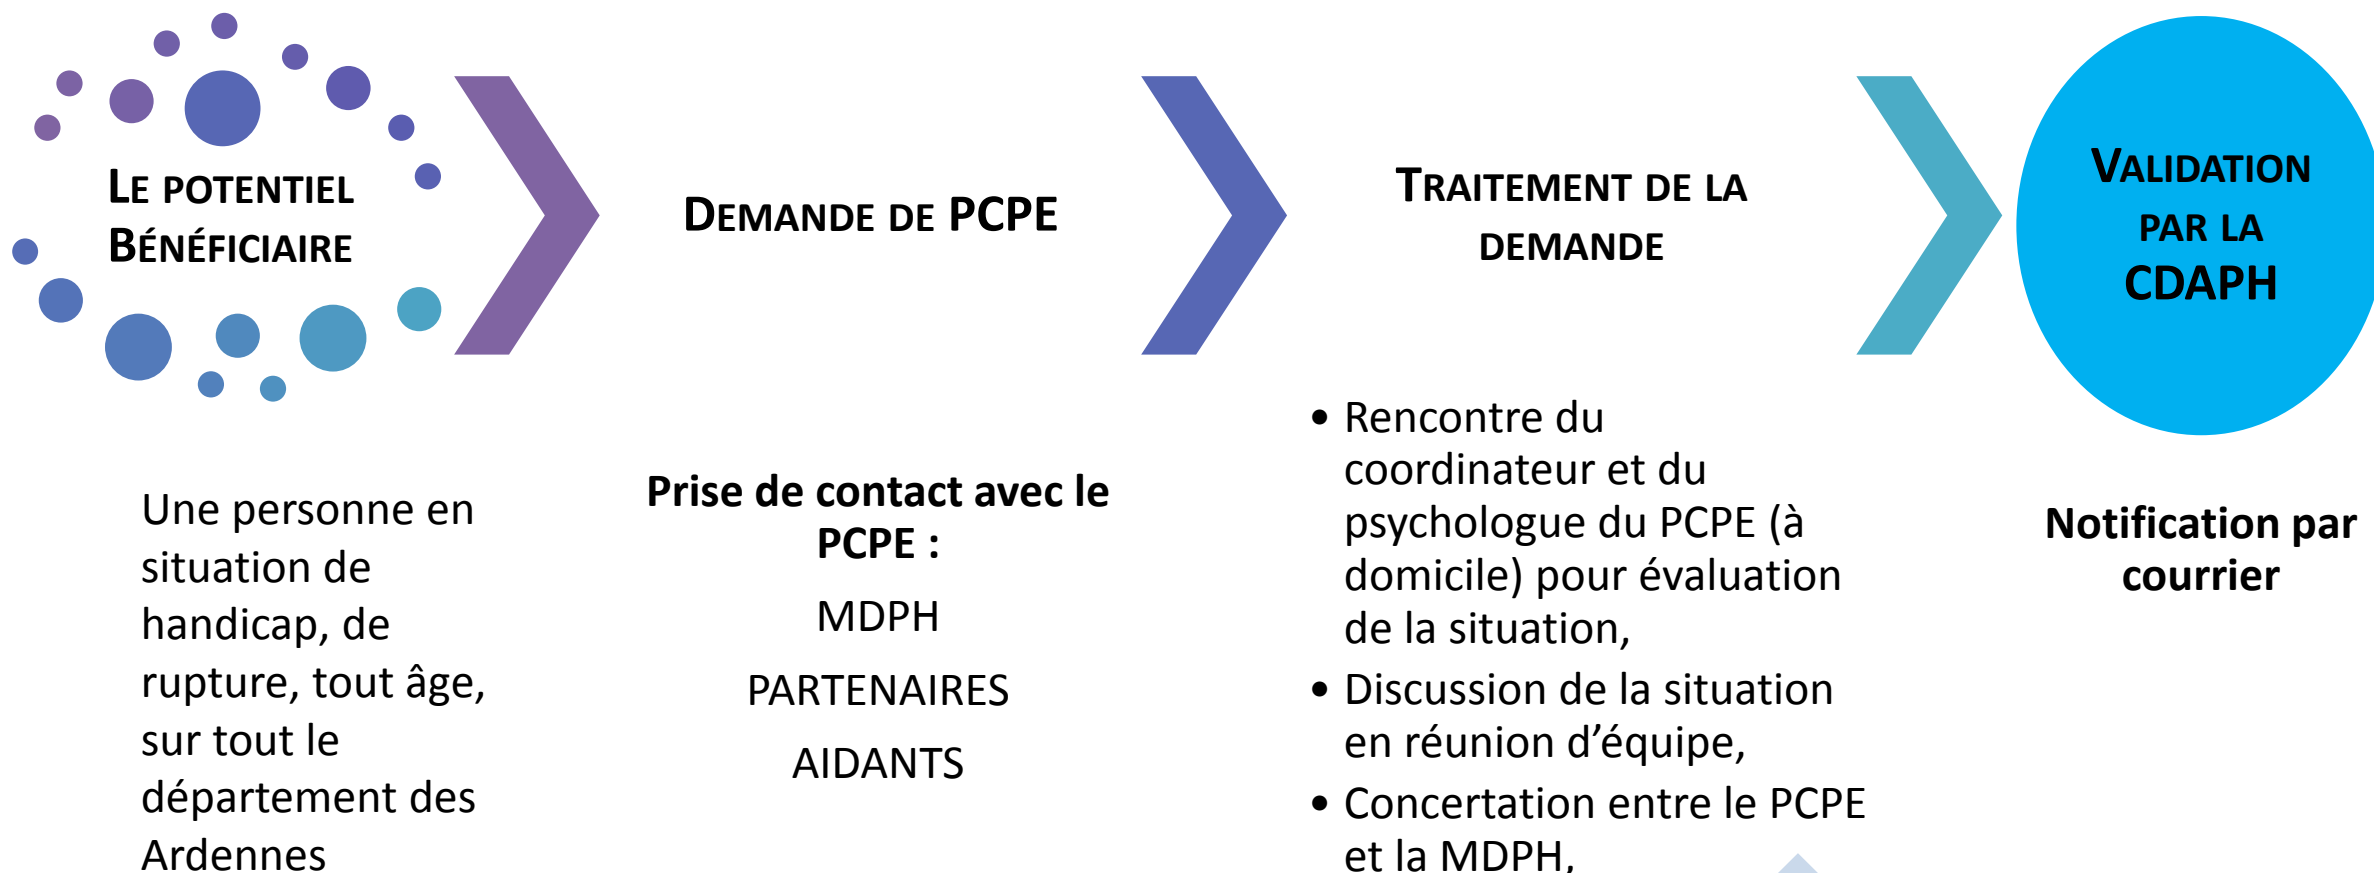 LE POTENTIEL
BÉNÉFICIAIRE
Une personne en
situation de
handicap, de
rupture, tout âge,
sur tout le
département des
Ardennes
DEMANDE DE PCPE
Prise de contact avec le
PCPE :
MDPH
PARTENAIRES
AIDANTS
TRAITEMENT DE LA
DEMANDE
• Rencontre du
coordinateur et du
psychologue du PCPE (à
domicile) pour évaluation
de la situation,
• Discussion de la situation
en réunion d’équipe,
• Concertation entre le PCPE
et la MDPH,
VALIDATION
PAR LA
CDAPH
Notification par
courrier